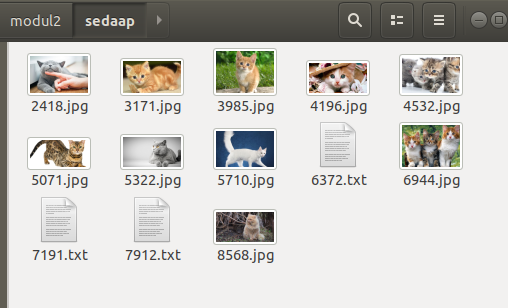 modul2 sedaap
2418.jpg 3171.jpg 3985.jpg 4196.jpg 4532.jpg
5071.jpg 5322.jpg 5710.jpg 6372.txt 6944.jpg
7191.txt 7912.txt 8568.jpg